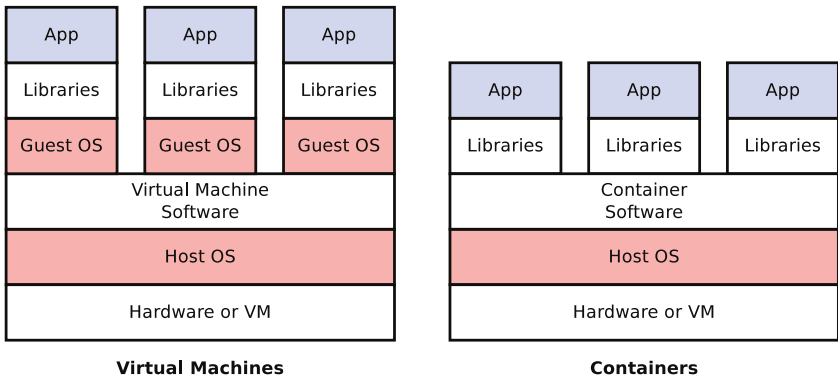 App
App
App
Libraries
Libraries
Libraries
Guest OS
Guest OS
Guest OS
Virtual Machine
Software
Host OS
Hardware or VM
Virtual Machines
App
App
App
Libraries
Libraries
Libraries
Container
Software
Host OS
Hardware or VM
Containers